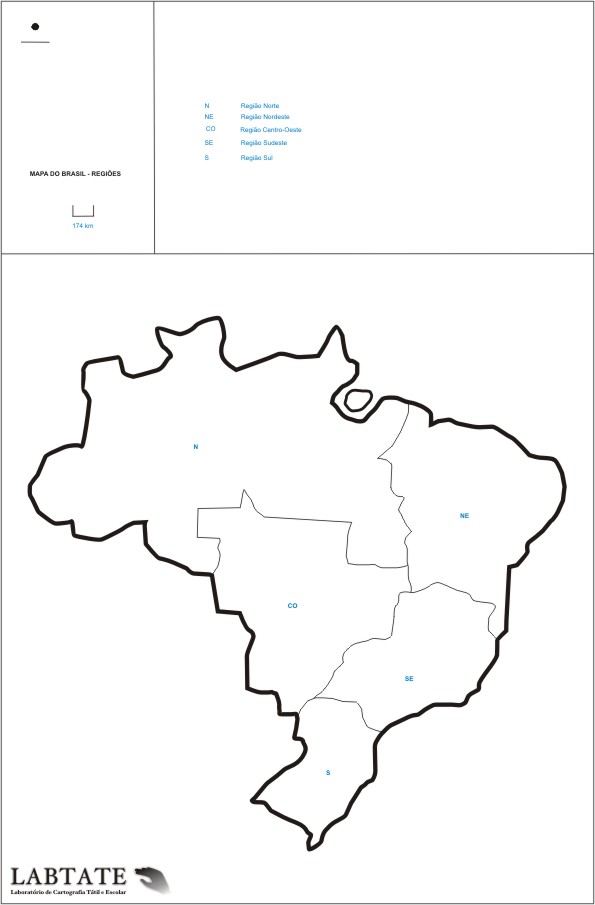 N Região Norte
NE Região Nordeste
CO Região Centro-Oeste
SE Região Sudeste
S Região Sul
MAPA DO BRASIL - REGIÕES
174 km
N
NE
CO
SE
S
LABTATE
Laboratório de Cartografia Tátil e Escolar